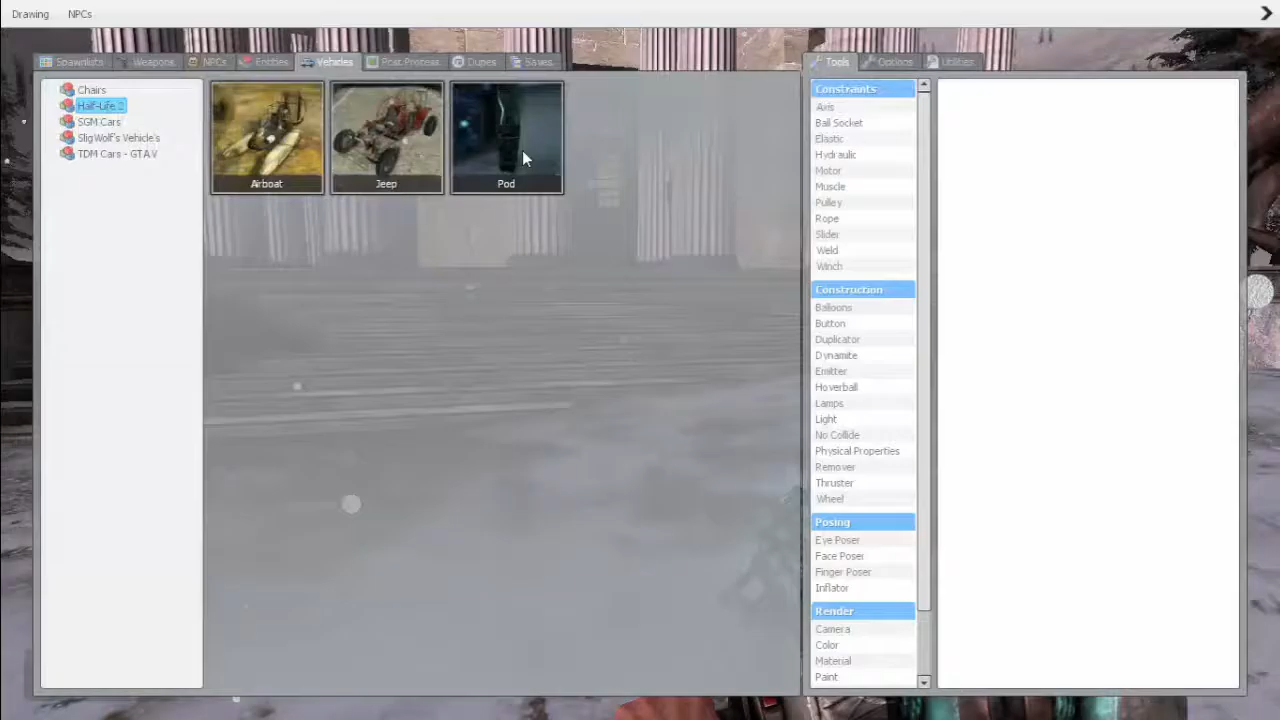 Drawing NPCs
Spawnlists Weapons NPCs Entities Vehicles Post Process Dupes Saves
Chairs
Half-Life 2
SGM Cars
SligWolf's Vehicle's
TDM Cars - GTAV
Airboat Jeep Pod
Tools Options Utilities
Constraints
Axis
Ball Socket
Elastic
Hydraulic
Motor
Muscle
Pulley
Rope
Slider
Weld
Winch
Construction
Balloons
Button
Duplicator
Dynamite
Emitter
Hoverball
Lamps
Light
No Collide
Physical Properties
Remover
Thruster
Wheel
Posing
Eye Poser
Face Poser
Finger Poser
Inflator
Render
Camera
Color
Material
Paint